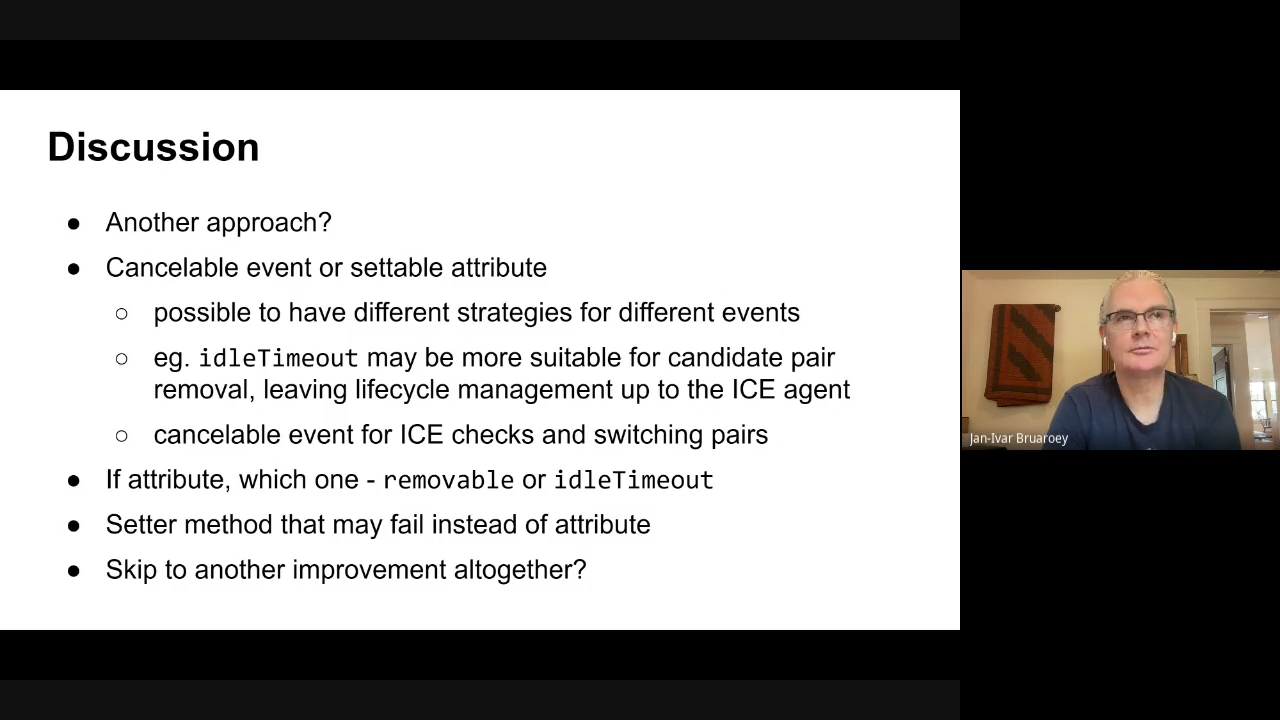 Discussion
● Another approach?
● Cancelable event or settable attribute
○ possible to have different strategies for different events
○ eg. idleTimeout may be more suitable for candidate pair
removal, leaving lifecycle management up to the ICE agent
○ cancelable event for ICE checks and switching pairs
● If attribute, which one - removable or idleTimeout
● Setter method that may fail instead of attribute
● Skip to another improvement altogether?
Jan-Ivar Bruaroey